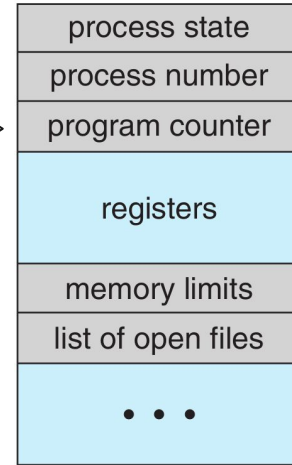 process state
process number
program counter
registers
memory limits
list of open files
• • •